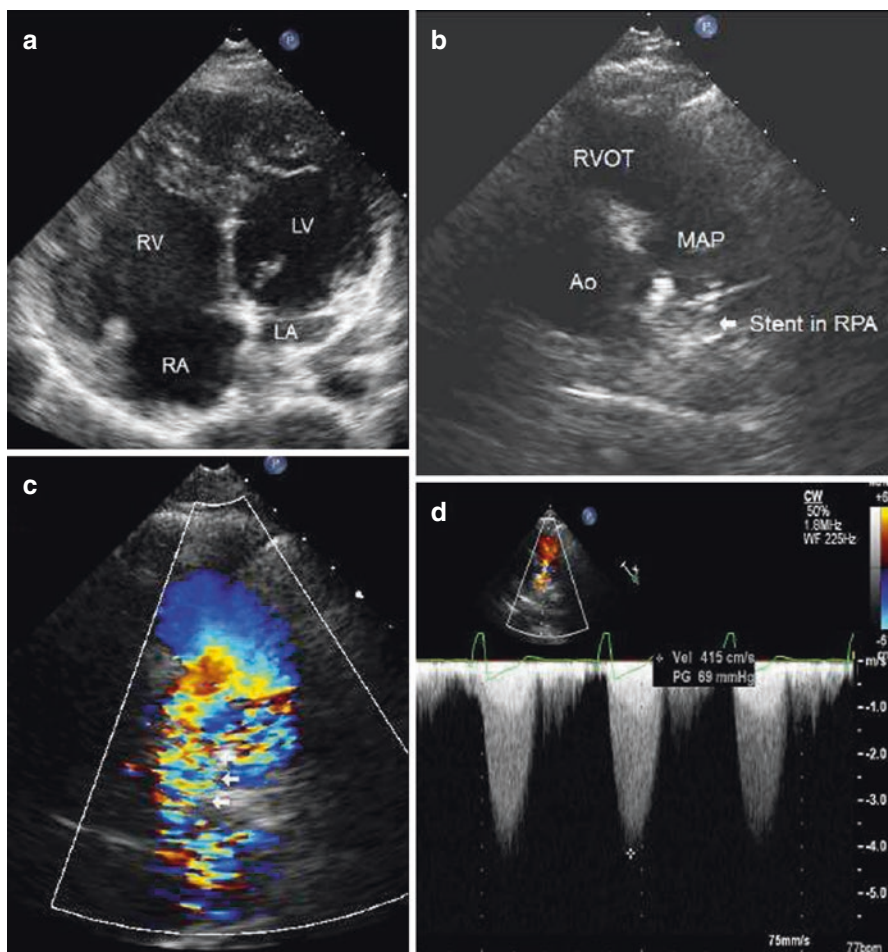 a
P
RV
LV
RA
LA
b
P
RVOT
MAP
Ao
Stent in RPA
c
P
d
P
CW
50%
1.8MHz
WF 225Hz
Vel 415 cm/s
PG 69 mmHg
m/s
-1.0
-2.0
-3.0
-4.0
-5.0
75mm/s
77bpm